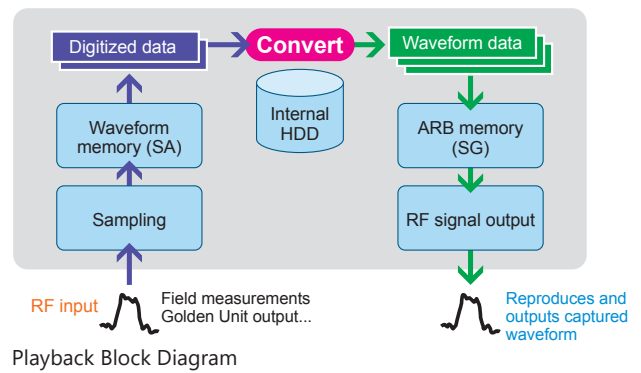 Digitized data
Convert
Waveform data
Waveform
memory (SA)
Internal
HDD
ARB memory
(SG)
Sampling
RF signal output
RF input
Field measurements
Golden Unit output...
Reproduces and
outputs captured
waveform
Playback Block Diagram